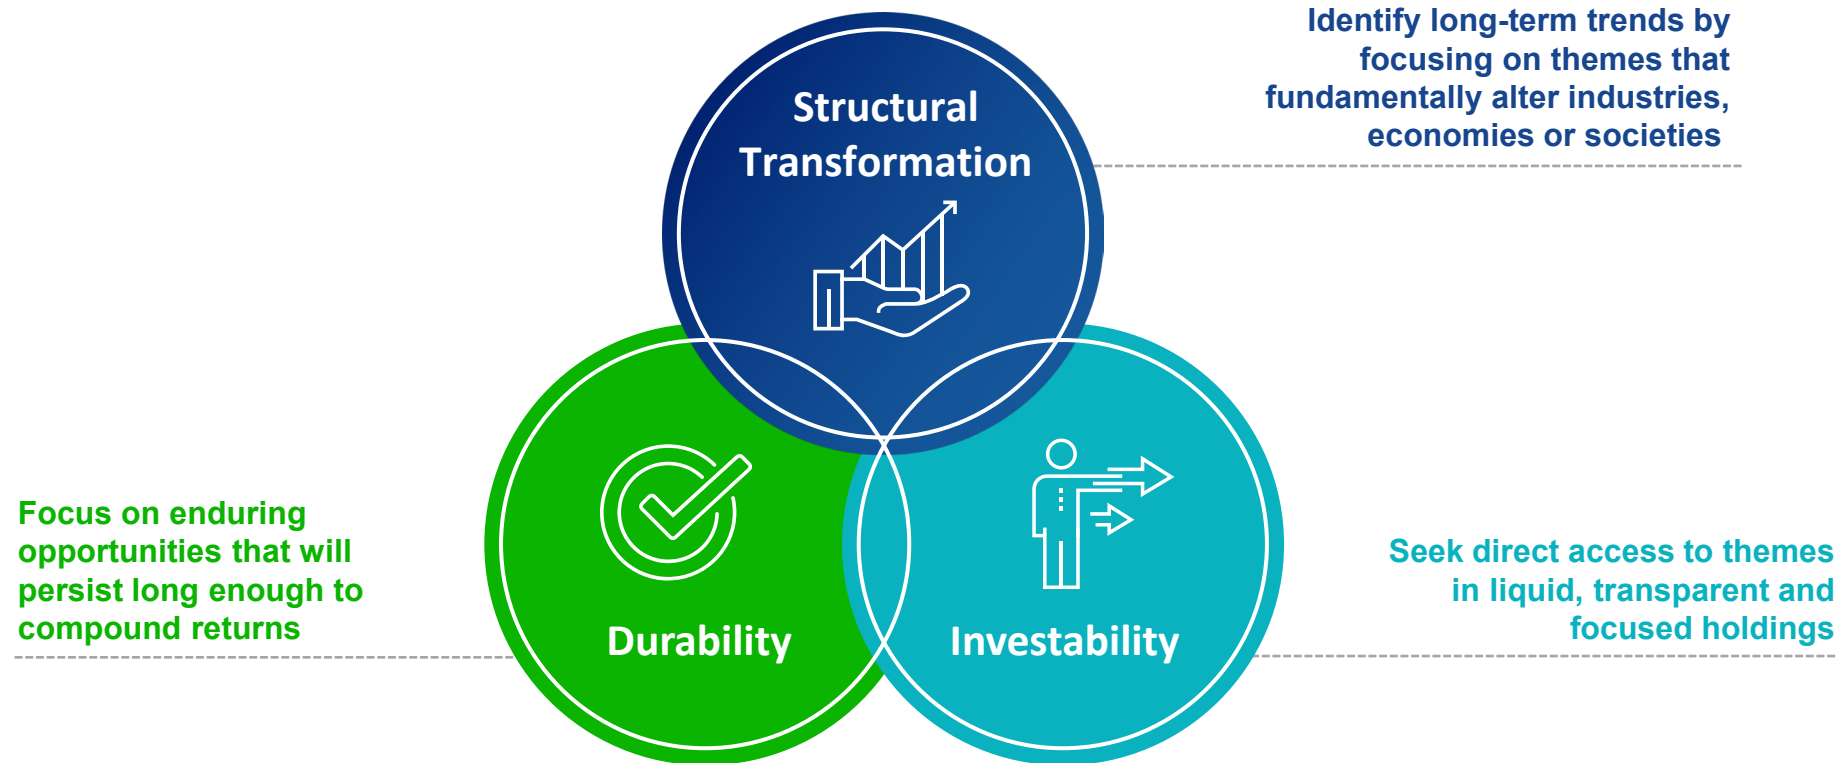 Identify long-term trends by
focusing on themes that
fundamentally alter industries,
economies or societies
Structural
Transformation
Focus on enduring
opportunities that will
persist long enough to
compound returns
Durability
Investability
Seek direct access to themes
in liquid, transparent and
focused holdings